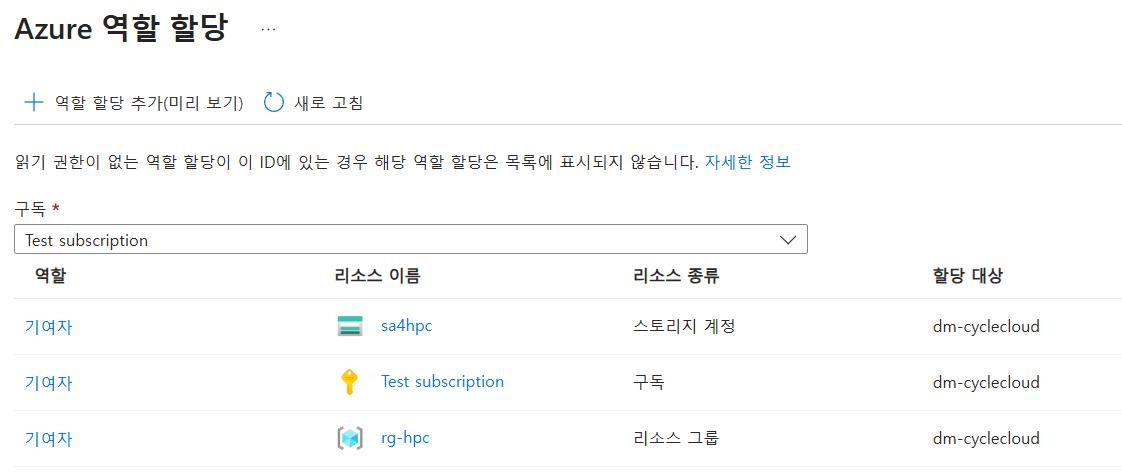 Azure 역할 할당 ...
역할 할당 추가(미리 보기) 새로 고침
읽기 권한이 없는 역할 할당이 이 ID에 있는 경우 해당 역할 할당은 목록에 표시되지 않습니다. 자세한 정보
구독 *
Test subscription
역할 리소스 이름 리소스 종류 할당 대상
기여자 sa4hpc 스토리지 계정 dm-cyclecloud
기여자 Test subscription 구독 dm-cyclecloud
기여자 rg-hpc 리소스 그룹 dm-cyclecloud